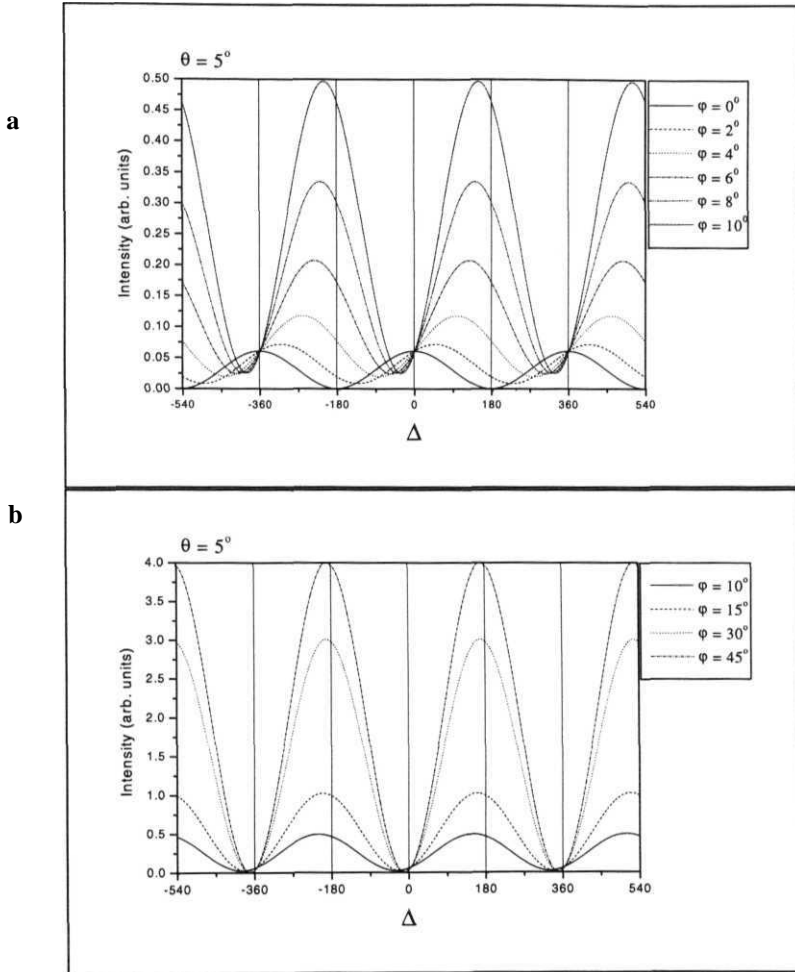 a
θ = 5°
Intensity (arb. units)
0.50
0.45
0.40
0.35
0.30
0.25
0.20
0.15
0.10
0.05
0.00
-540 -360 -180 0 180 360 540
Δ
φ = 0°
φ = 2°
φ = 4°
φ = 6°
φ = 8°
φ = 10°
b
θ = 5°
Intensity (arb. units)
4.0
3.5
3.0
2.5
2.0
1.5
1.0
0.5
0.0
-540 -360 -180 0 180 360 540
Δ
φ = 10°
φ = 15°
φ = 30°
φ = 45°